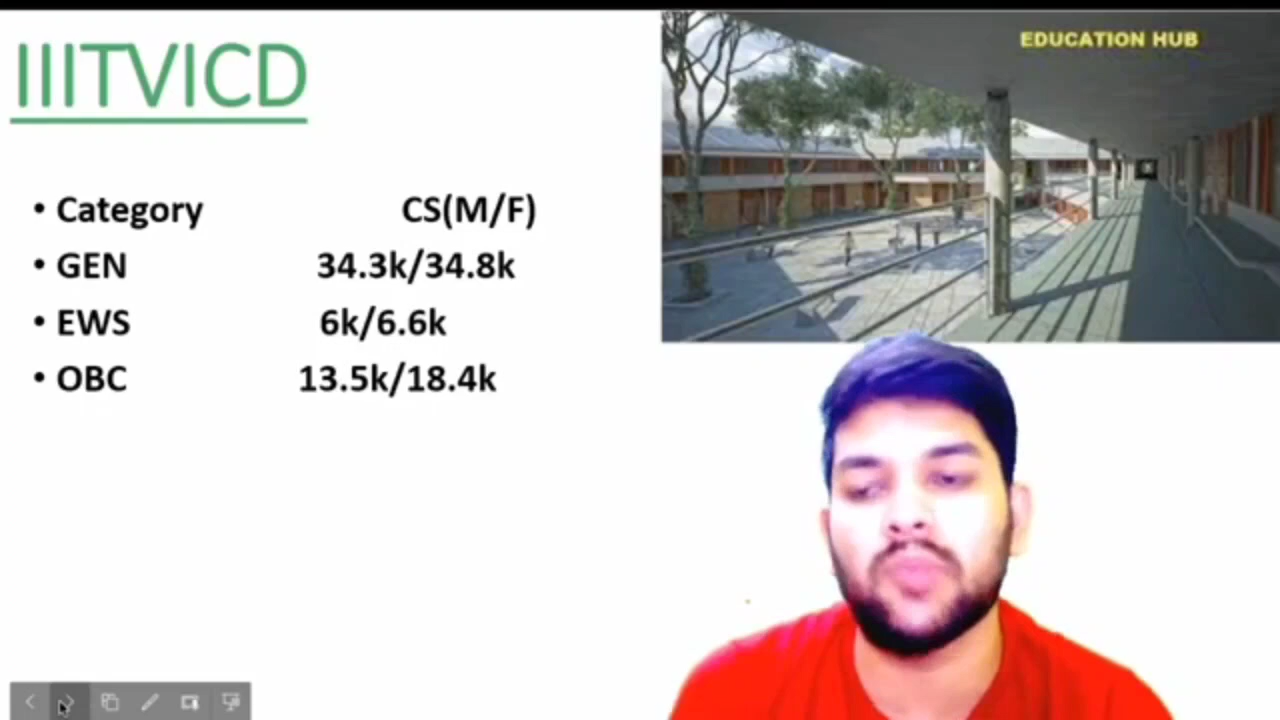 IIITVICD
EDUCATION HUB
• Category CS(M/F)
• GEN 34.3k/34.8k
• EWS 6k/6.6k
• OBC 13.5k/18.4k